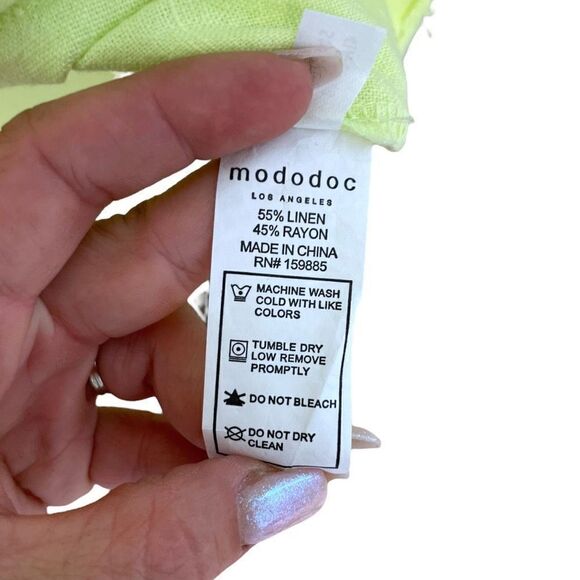 mododoc
LOS ANGELES
55% LINEN
45% RAYON
MADE IN CHINA
RN# 159885
MACHINE WASH
COLD WITH LIKE
COLORS
TUMBLE DRY
LOW REMOVE
PROMPTLY
DO NOT BLEACH
DO NOT DRY
CLEAN